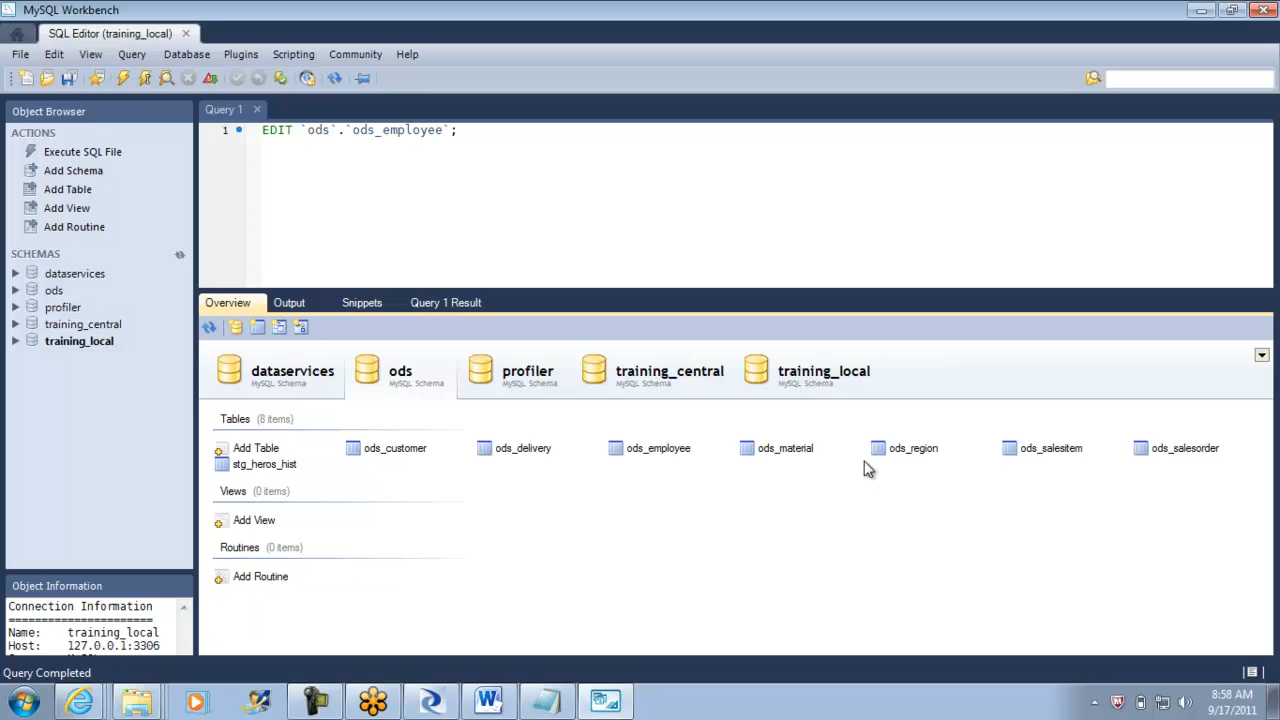 MySQL Workbench
SQL Editor (training_local)
File Edit View Query Database Plugins Scripting Community Help
Object Browser
ACTIONS
Execute SQL File
Add Schema
Add Table
Add View
Add Routine
SCHEMAS
dataservices
ods
profiler
training_central
training_local
Object Information
Connection Information
======================
Name: training_local
Host: 127.0.0.1:3306
Query 1
1 EDIT `ods`.`ods_employee`;
Overview Output Snippets Query 1 Result
dataservices
MySQL Schema
ods
MySQL Schema
profiler
MySQL Schema
training_central
MySQL Schema
training_local
MySQL Schema
Tables (8 items)
Add Table ods_customer ods_delivery ods_employee ods_material ods_region ods_salesitem ods_salesorder
stg_heros_hist
Views (0 items)
Add View
Routines (0 items)
Add Routine
Query Completed
8:58 AM
9/17/2011